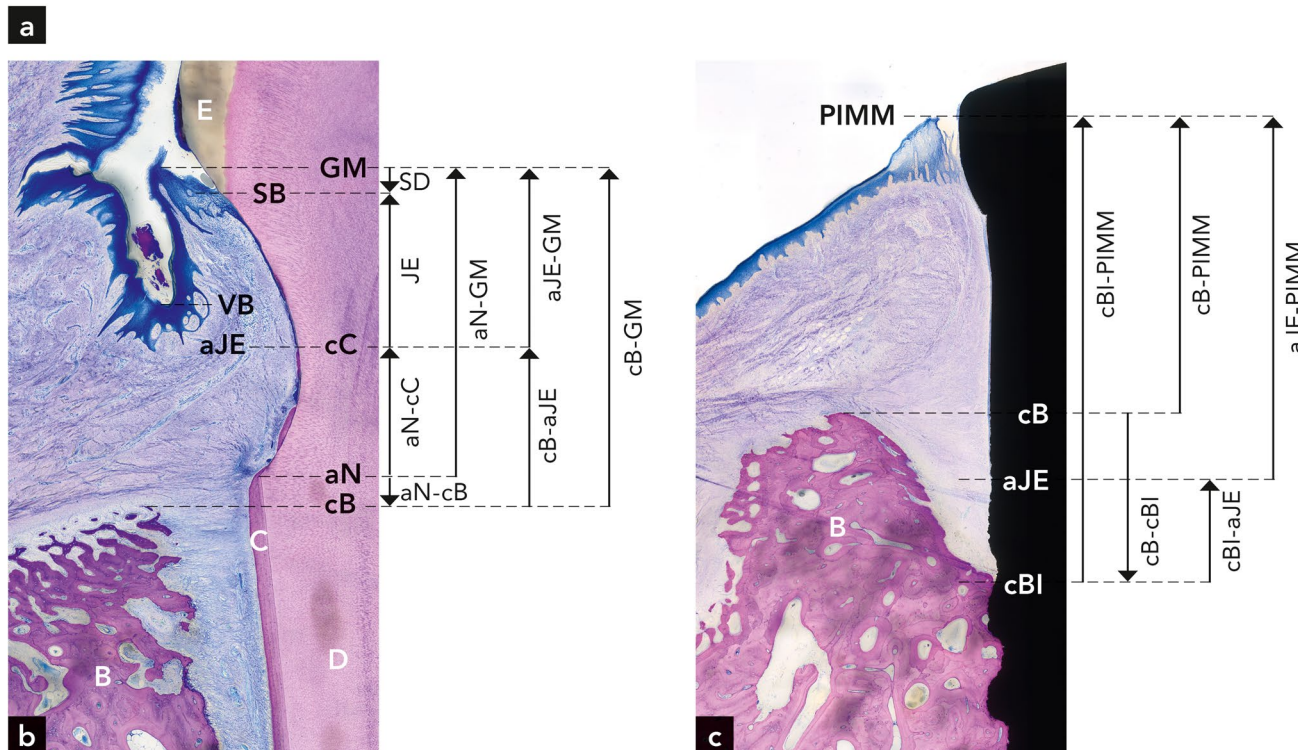 a
E
GM
SD
SB
JE
aN-GM
aJE-GM
cB-GM
VB
aJE
cC
aN-cC
cB-aJE
aN
aN-cB
cB
C
D
B
b
PIMM
cBI-PIMM
cB-PIMM
aJE-PIMM
cB
aJE
B
cB-cBI
cBI-aJE
cBI
c